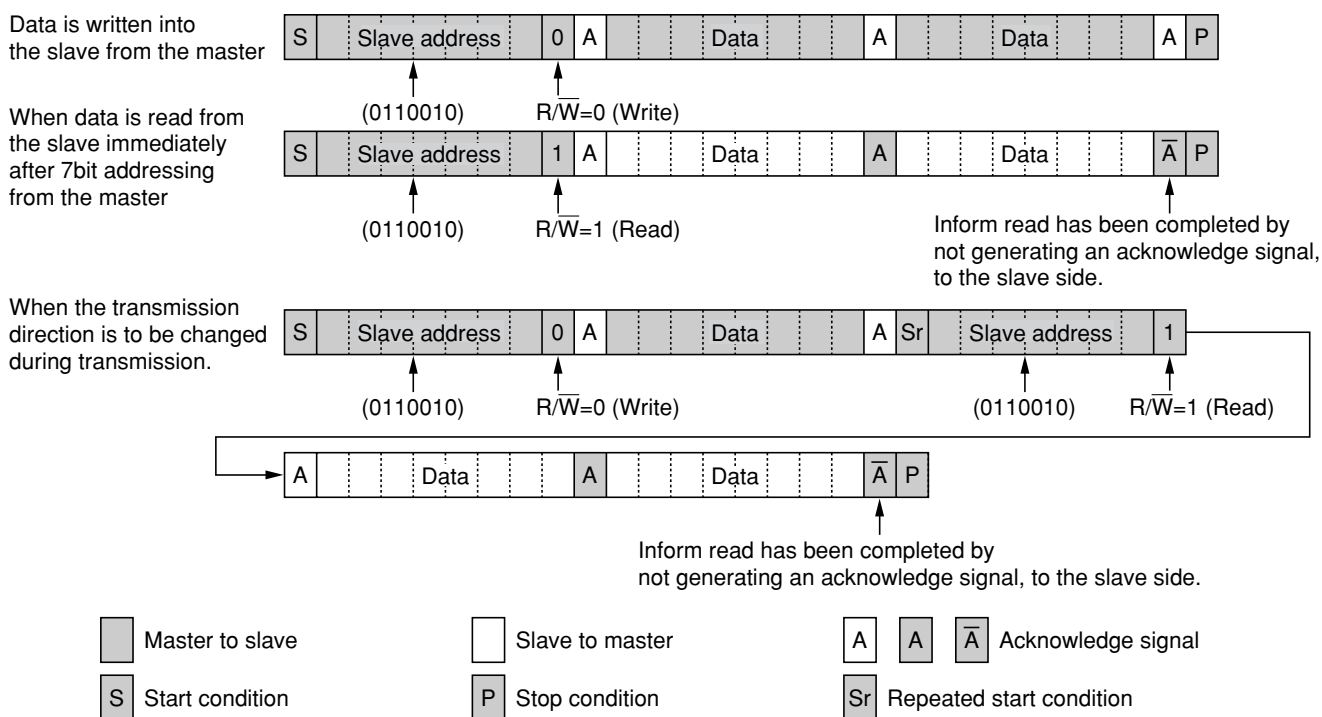 Data is written into
the slave from the master
S Slave address 0 A Data A Data A P
(0110010) R/W̅=0 (Write)
When data is read from
the slave immediately
after 7bit addressing
from the master
S Slave address 1 A Data A Data A̅ P
(0110010) R/W̅=1 (Read)
Inform read has been completed by
not generating an acknowledge signal,
to the slave side.
When the transmission
direction is to be changed
during transmission.
S Slave address 0 A Data A Sr Slave address 1
(0110010) R/W̅=0 (Write) (0110010) R/W̅=1 (Read)
A Data A Data A̅ P
Inform read has been completed by
not generating an acknowledge signal, to the slave side.
Master to slave Slave to master A A A̅ Acknowledge signal
S Start condition P Stop condition Sr Repeated start condition